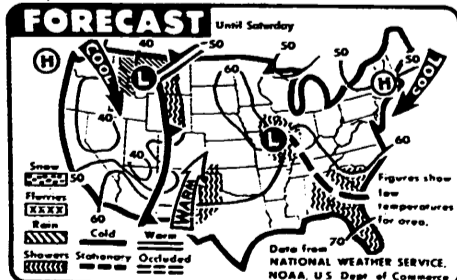 FORECAST Until Saturday
40 50 50 50
H COOL L 60 H COOL
40
L
40 60
Snow
50
Flurries
60
Rain Cold Warm
Showers Stationary Occluded
WARM
70
Figures show
low
temperatures
for area.
Data from
NATIONAL WEATHER SERVICE,
NOAA, U S Dept of Commerce